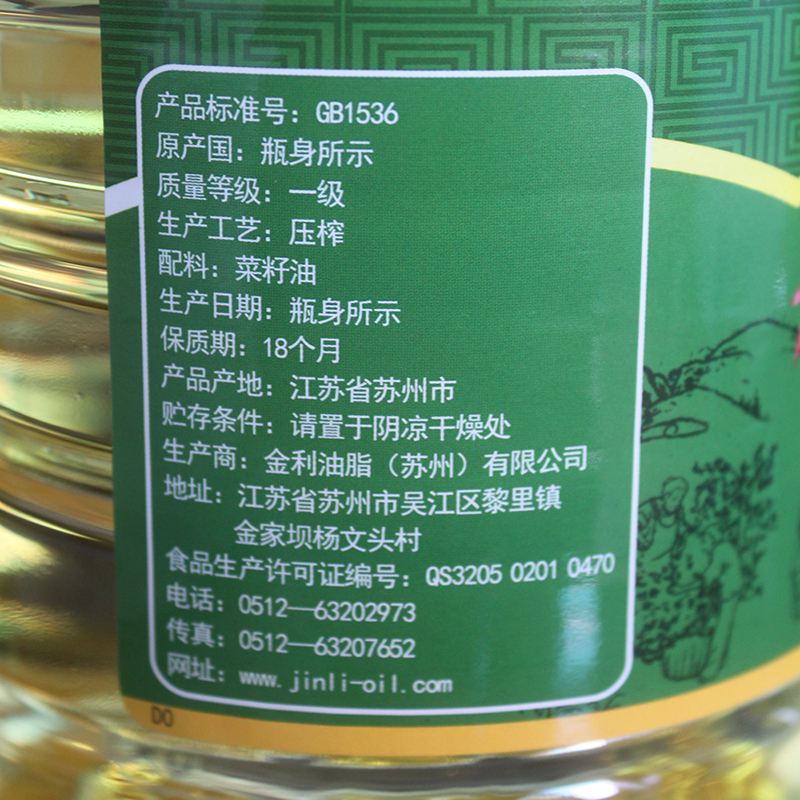 产品标准号：GB1536
原产国：瓶身所示
质量等级：一级
生产工艺：压榨
配料：菜籽油
生产日期：瓶身所示
保质期：18个月
产品产地：江苏省苏州市
贮存条件：请置于阴凉干燥处
生产商：金利油脂（苏州）有限公司
地址：江苏省苏州市吴江区黎里镇
金家坝杨文头村
食品生产许可证编号：QS3205 0201 0470
电话：0512—63202973
传真：0512—63207652
网址：www.jinli-oil.com
DO